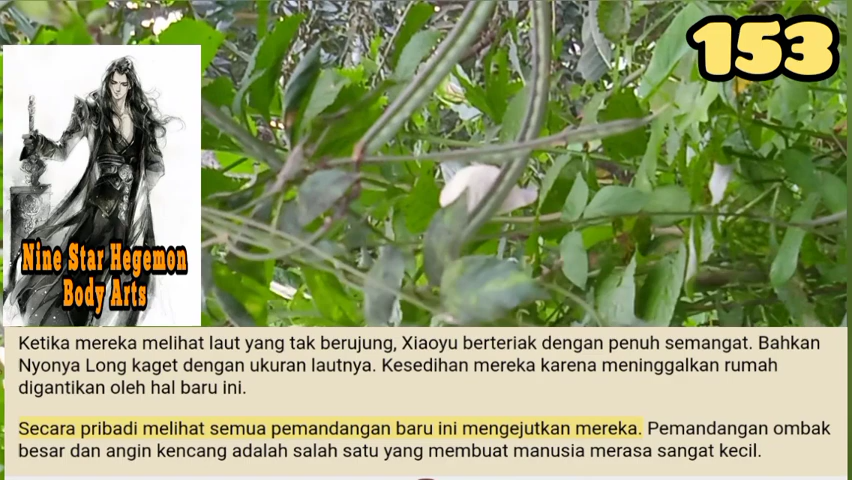 153
Nine Star Hegemon
Body Arts
Ketika mereka melihat laut yang tak berujung, Xiaoyu berteriak dengan penuh semangat. Bahkan
Nyonya Long kaget dengan ukuran lautnya. Kesedihan mereka karena meninggalkan rumah
digantikan oleh hal baru ini.
Secara pribadi melihat semua pemandangan baru ini mengejutkan mereka. Pemandangan ombak
besar dan angin kencang adalah salah satu yang membuat manusia merasa sangat kecil.